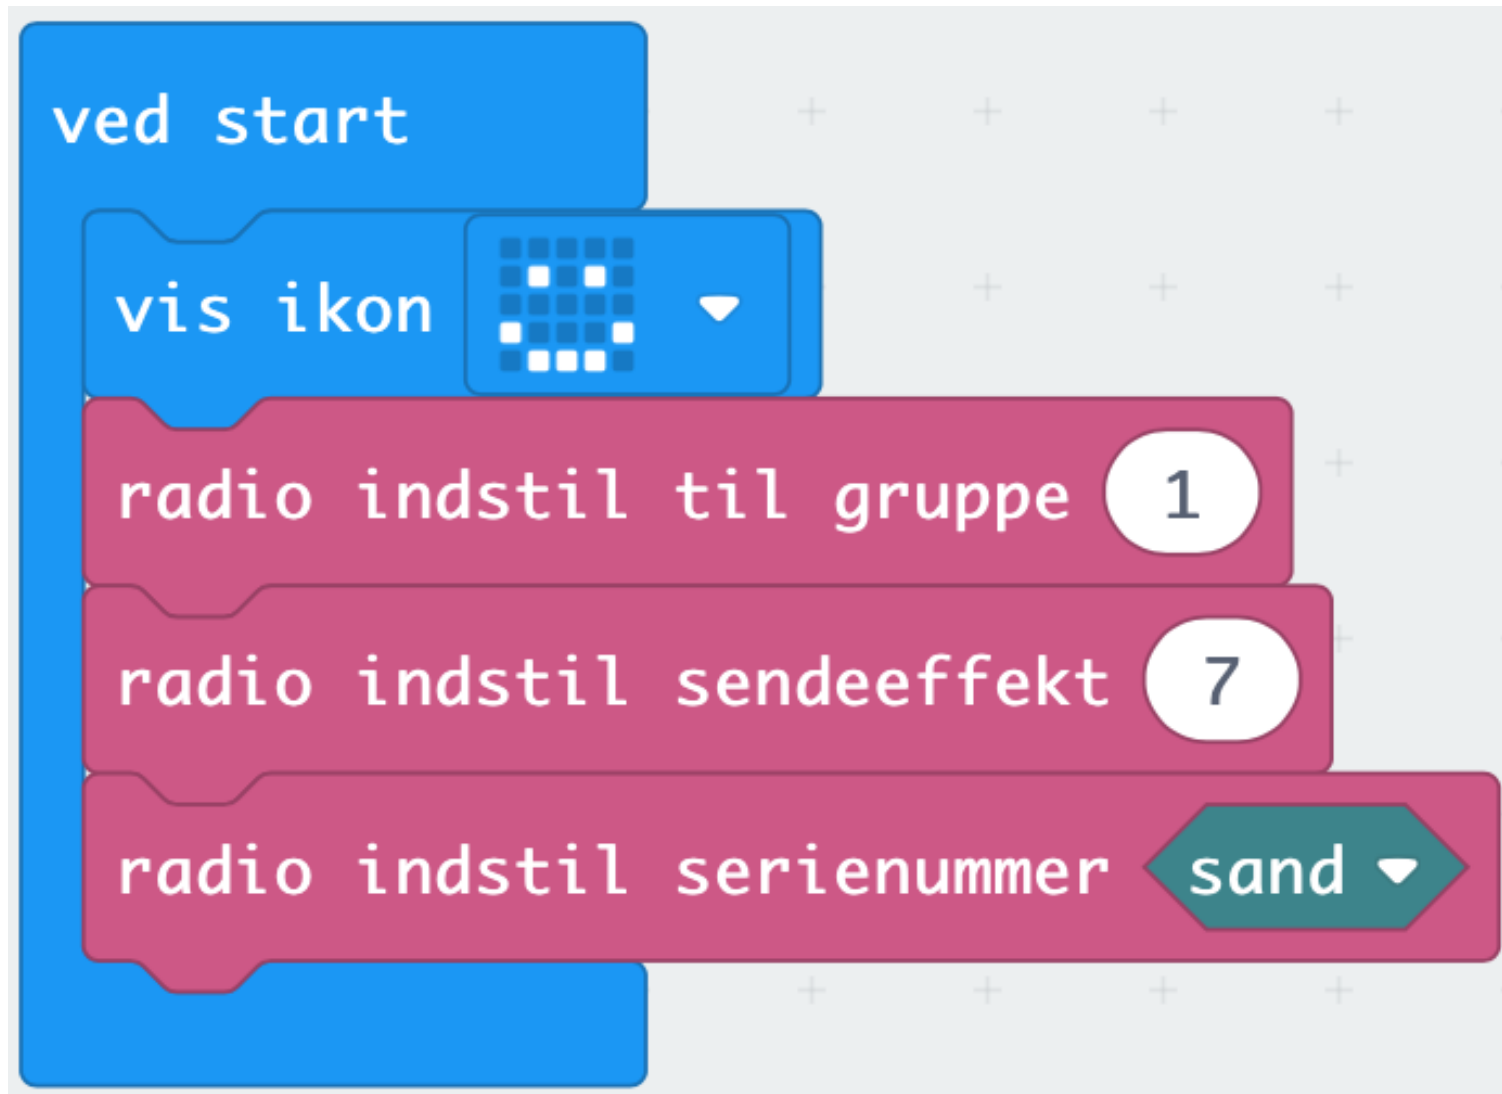 ved start
vis ikon
radio indstil til gruppe 1
radio indstil sendeeffekt 7
radio indstil serienummer sand